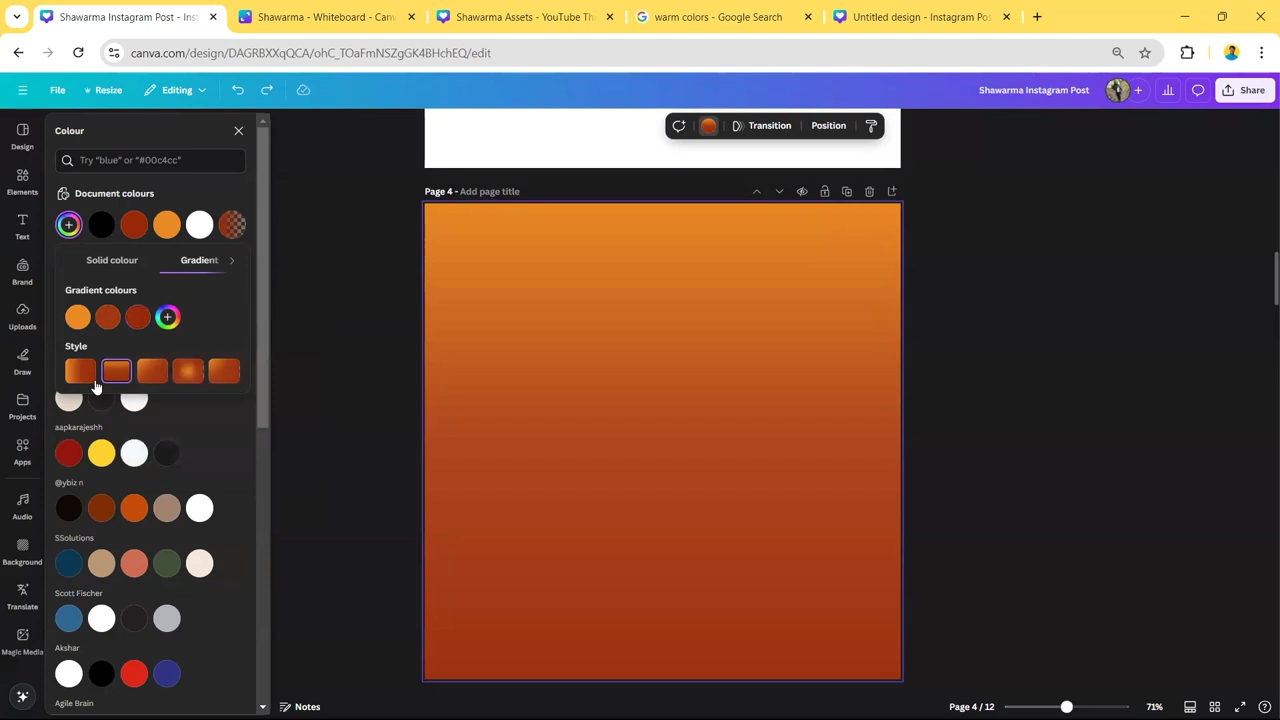 Shawarma Instagram Post - Inst
Shawarma - Whiteboard - Canv
Shawarma Assets - YouTube Th
warm colors - Google Search
Untitled design - Instagram Pos
canva.com/design/DAGRBXXqQCA/ohC_TOaFmNSZgGK4BHchEQ/edit
File
Resize
Editing
Shawarma Instagram Post
Share
Design
Elements
Text
Brand
Uploads
Draw
Projects
Apps
Audio
Background
Translate
Magic Media
Colour
Try "blue" or "#00c4cc"
Document colours
Solid colour
Gradient
Gradient colours
Style
aapkarajeshh
@ybiz n
SSolutions
Scott Fischer
Akshar
Agile Brain
Transition
Position
Page 4 - Add page title
Notes
Page 4 / 12
71%